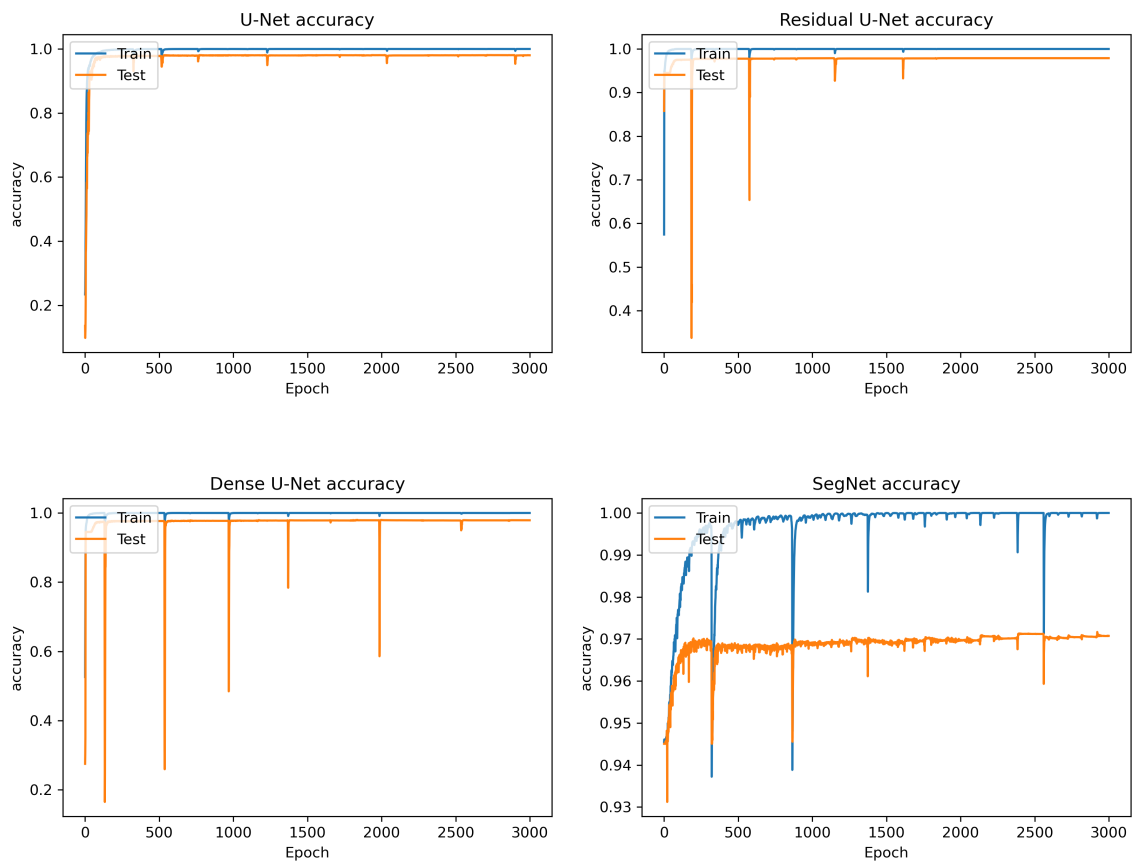 U-Net accuracy
1.0
0.8
0.6
0.4
0.2
accuracy
Train
Test
0 500 1000 1500 2000 2500 3000
Epoch
Residual U-Net accuracy
1.0
0.9
0.8
0.7
0.6
0.5
0.4
accuracy
Train
Test
0 500 1000 1500 2000 2500 3000
Epoch
Dense U-Net accuracy
1.0
0.8
0.6
0.4
0.2
accuracy
Train
Test
0 500 1000 1500 2000 2500 3000
Epoch
SegNet accuracy
1.00
0.99
0.98
0.97
0.96
0.95
0.94
0.93
accuracy
Train
Test
0 500 1000 1500 2000 2500 3000
Epoch